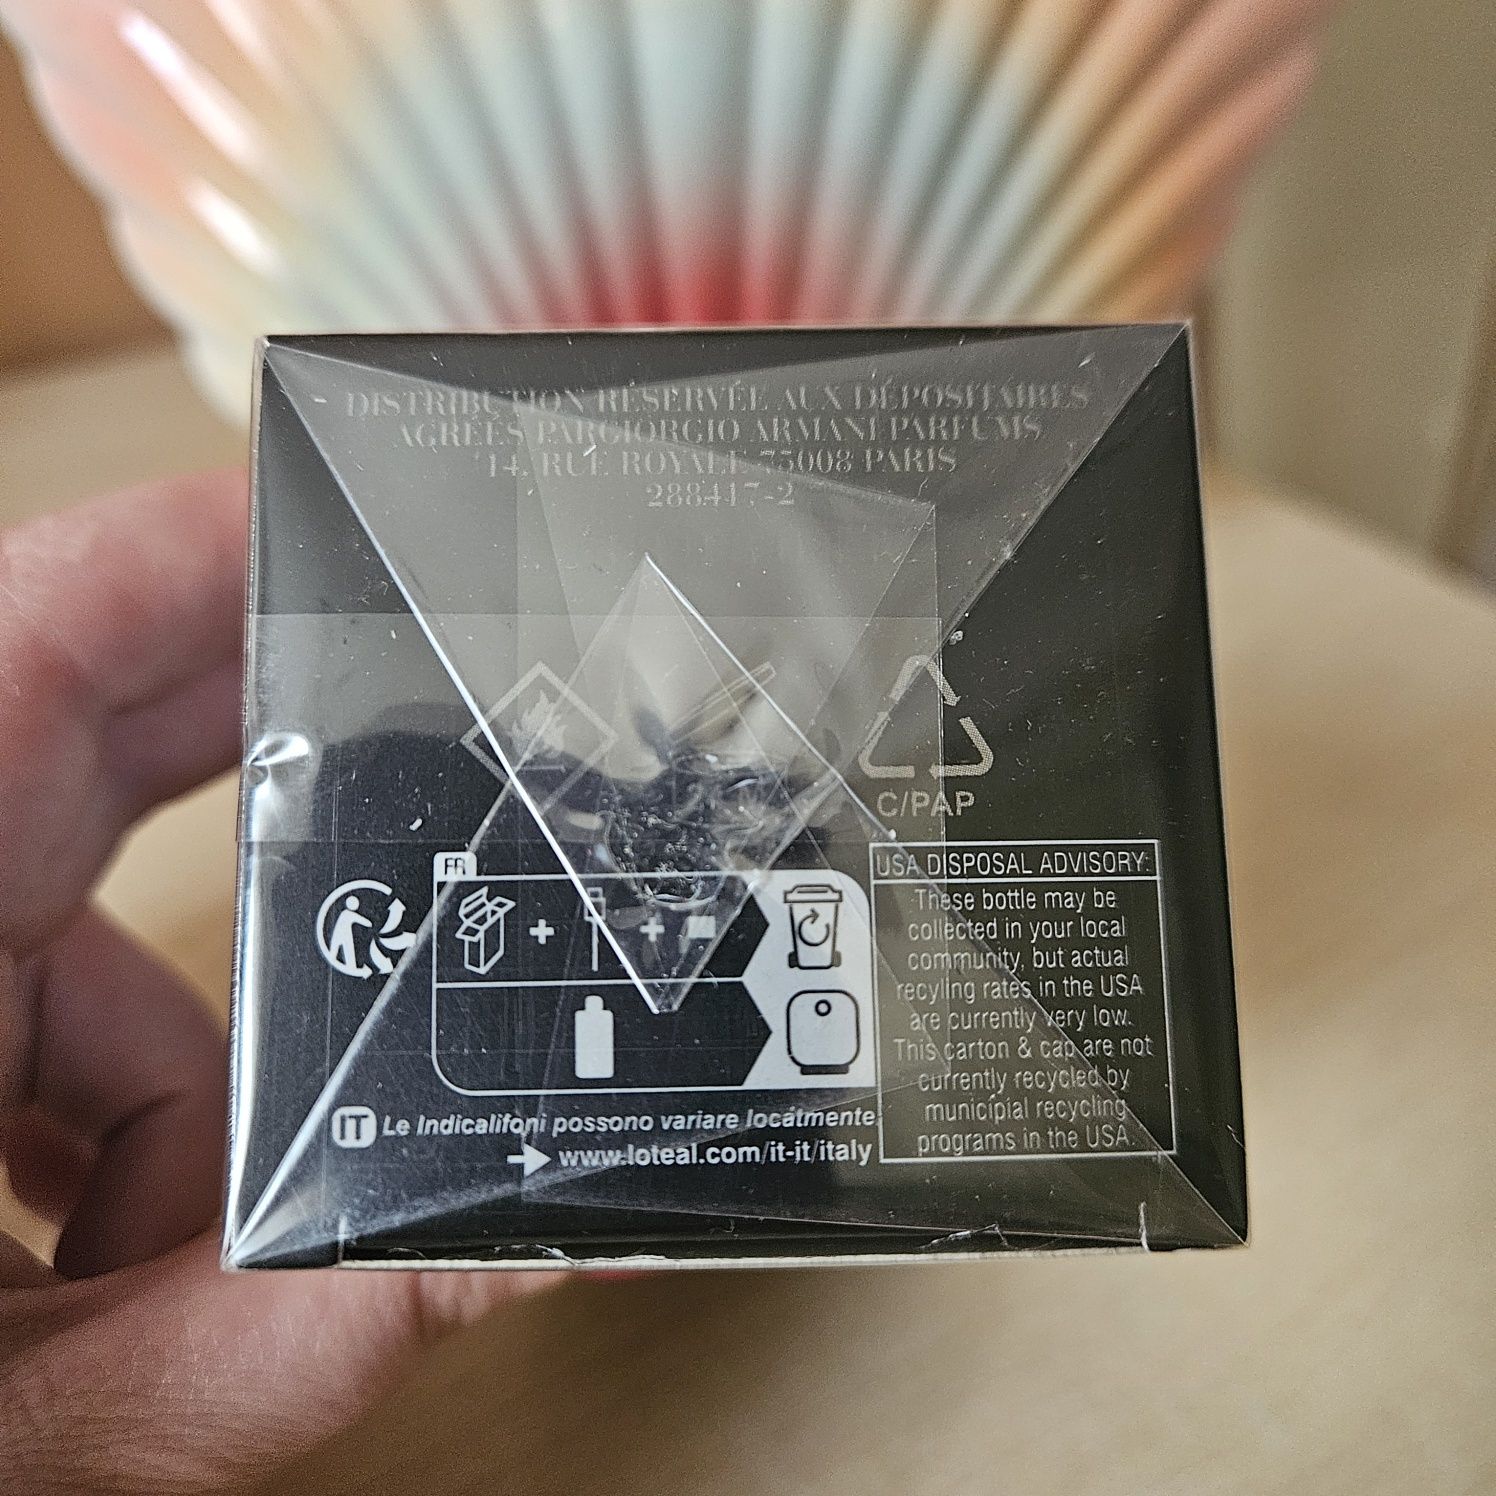 DISTRIBUTION RÉSERVÉE AUX DÉPOSITAIRES
AGRÉÉS PARGIORGIO ARMANI PARFUMS
14, RUE ROYALE 75008 PARIS
288417-2
C/PAP
FR
USA DISPOSAL ADVISORY:
These bottle may be
collected in your local
community, but actual
recyling rates in the USA
are currently very low.
This carton & cap are not
currently recycled by
municipial recycling
programs in the USA.
IT Le Indicalifoni possono variare locátmente
www.loteal.com/it-it/italy